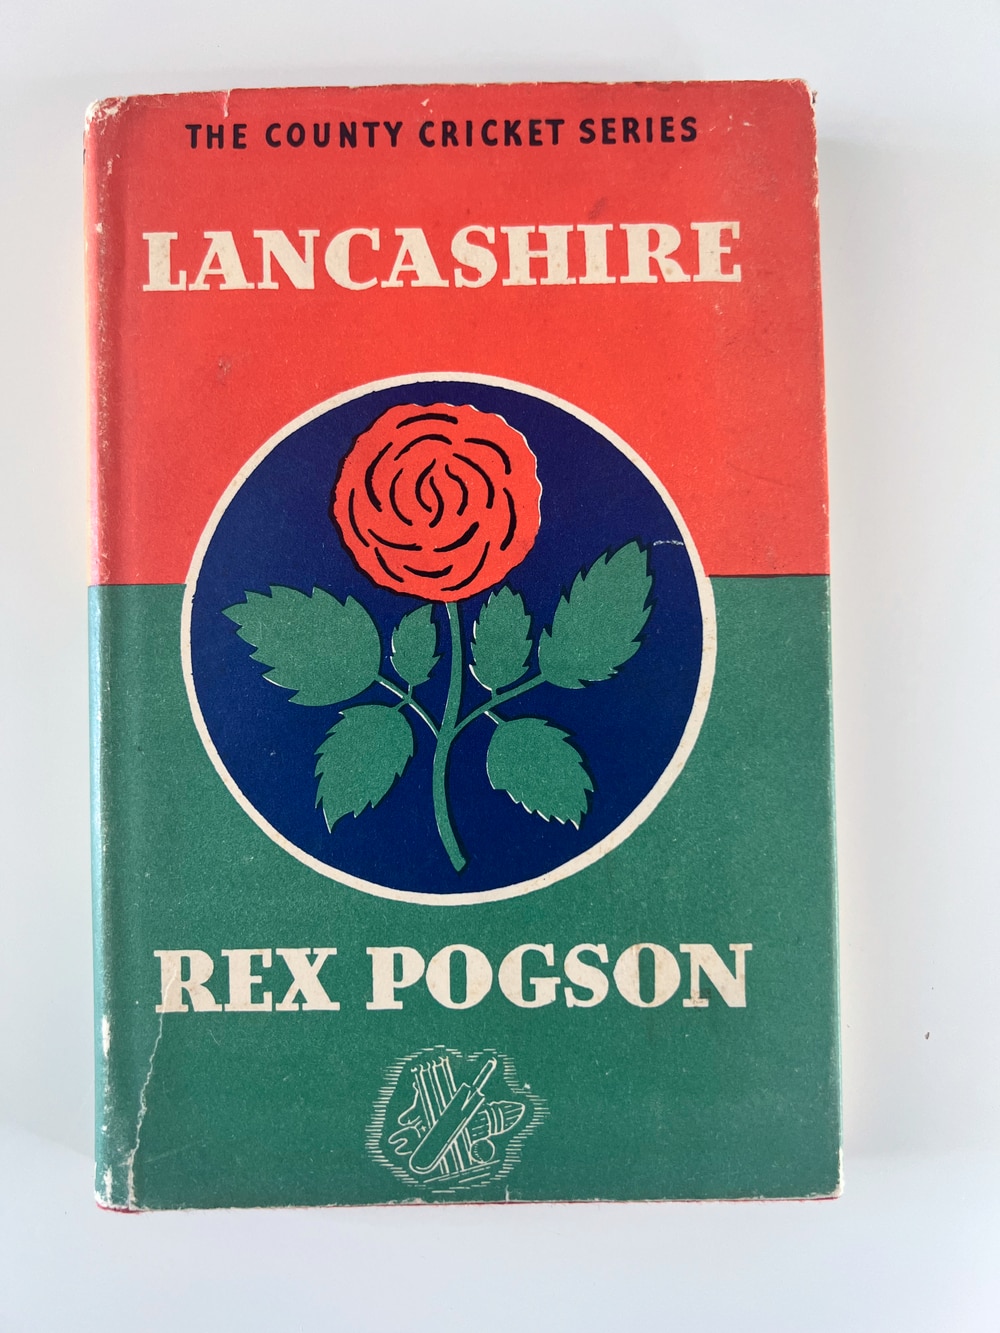 THE COUNTY CRICKET SERIES
LANCASHIRE
REX POGSON